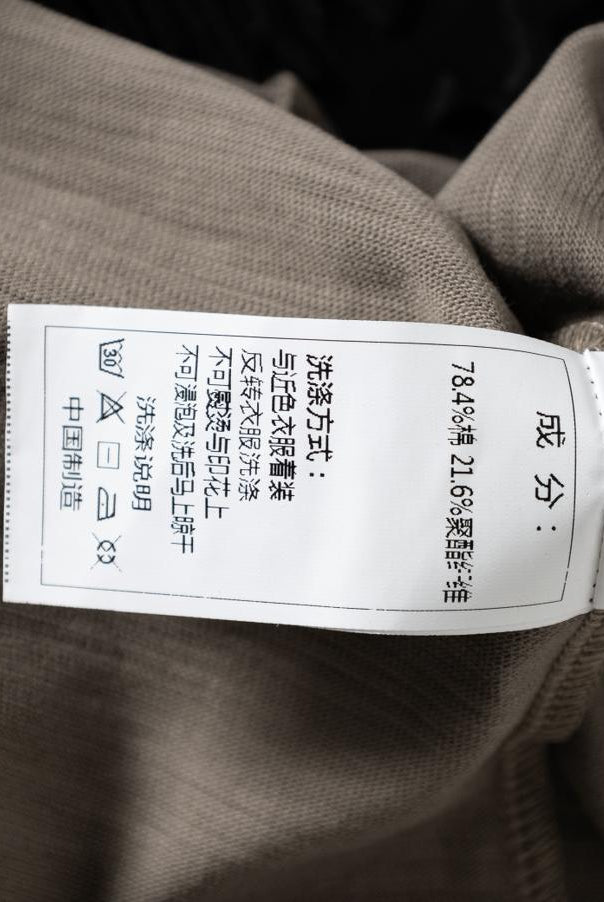 成 分：
78.4%棉 21.6%聚酯纤维
洗涤方式：
与近色衣服着装
反转衣服洗涤
不可熨烫与印花上
不可浸泡及洗后马上晾干
洗涤说明
30
中国制造